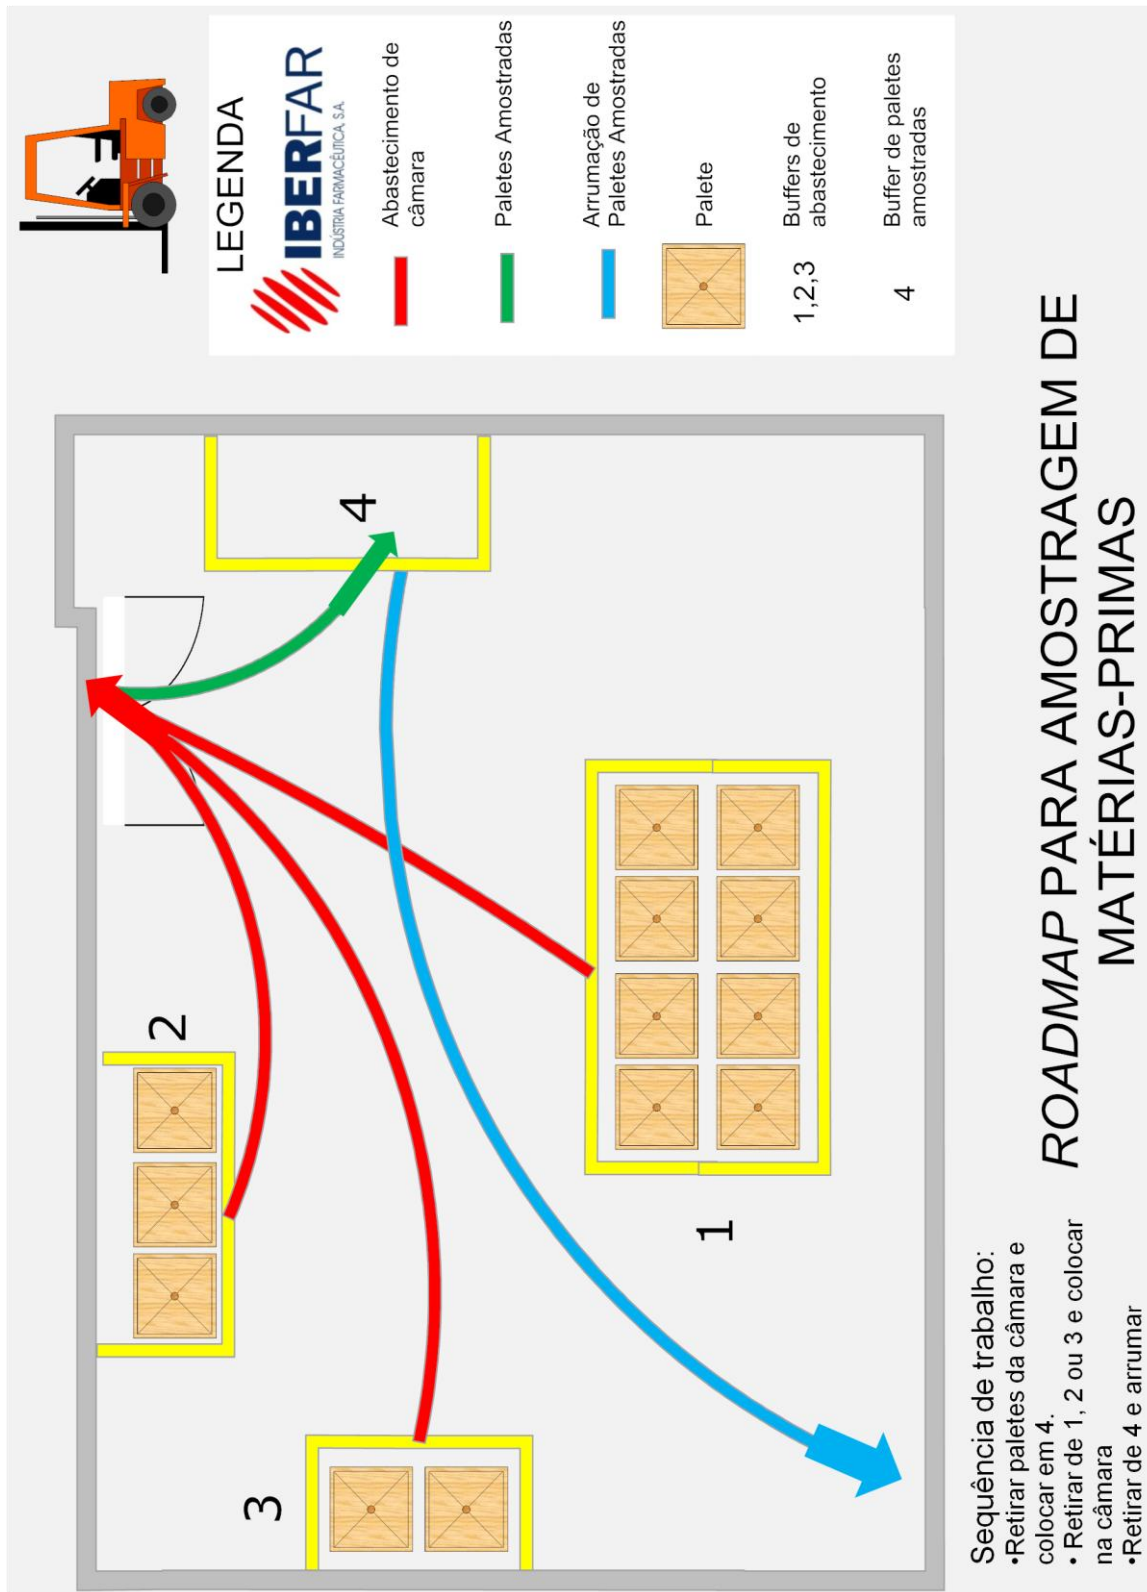 LEGENDA
IBERFAR
INDÚSTRIA FARMACÊUTICA, S.A.
Abastecimento de
câmara
Paletes Amostradas
Arrumação de
Paletes Amostradas
Palete
1,2,3
Buffers de
abastecimento
4
Buffer de paletes
amostradas
3
2
4
1
Sequência de trabalho:
•Retirar paletes da câmara e
colocar em 4.
• Retirar de 1, 2 ou 3 e colocar
na câmara
•Retirar de 4 e arrumar
ROADMAP PARA AMOSTRAGEM DE
MATÉRIAS-PRIMAS